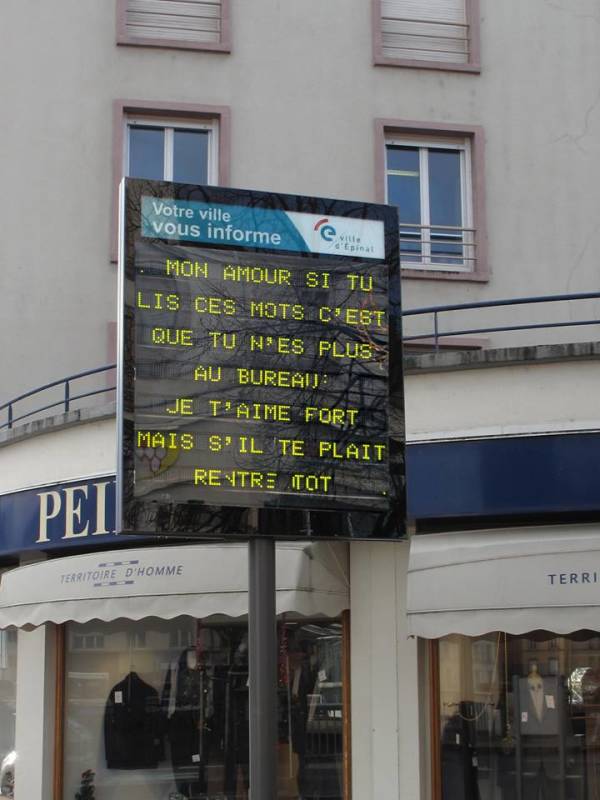 Votre ville
vous informe
ville
d'Épinal
. MON AMOUR SI TU
LIS CES MOTS C'EST
QUE TU N'ES PLUS
AU BUREAU:
JE T'AIME FORT
MAIS S'IL TE PLAIT
RENTRE TOT .
PEI
TERRITOIRE D'HOMME
TERRI